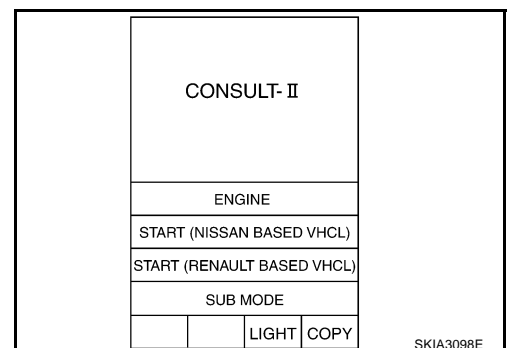 CONSULT-II
ENGINE
START (NISSAN BASED VHCL)
START (RENAULT BASED VHCL)
SUB MODE
LIGHT COPY
SKIA3098E